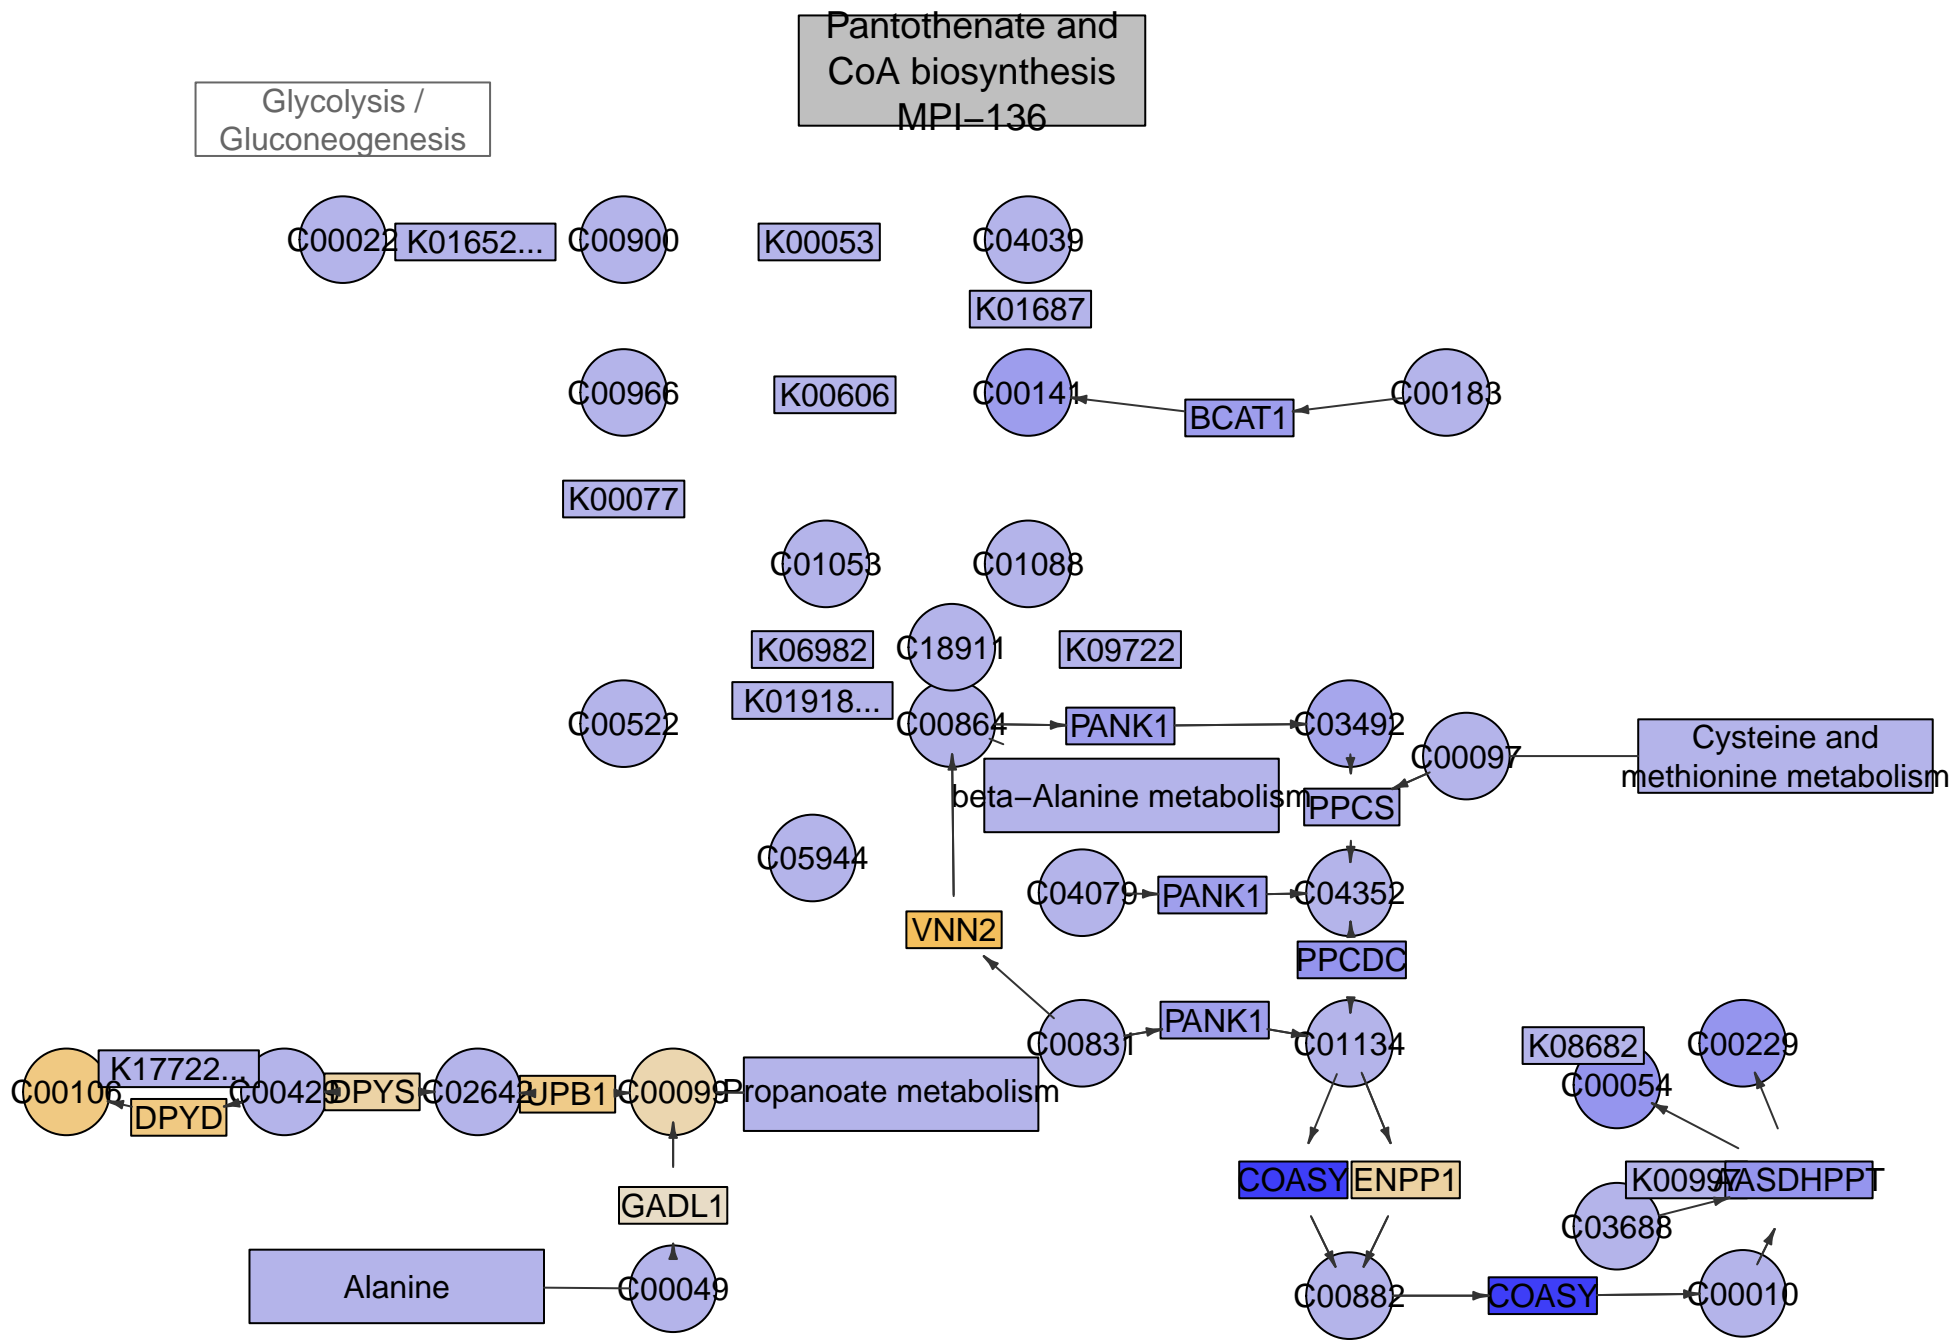 Pantothenate and
CoA biosynthesis
MPI−136
Glycolysis /
Gluconeogenesis
C00022
K01652...
C00900
K00053
C04039
K01687
C00966
K00606
C00141
BCAT1
C00183
K00077
C01053
C01088
K06982
C18911
K09722
K01918...
C00522
C00864
PANK1
C03492
C00097
Cysteine and
methionine metabolism
beta−Alanine metabolism
PPCS
C05944
C04079
PANK1
C04352
VNN2
PPCDC
C00831
PANK1
C01134
K08682
C00229
C00054
C00106
K17722...
DPYD
C00429
DPYS
C02642
UPB1
C00099
Propanoate metabolism
COASY
ENPP1
K00997
AASDHPPT
GADL1
C03688
Alanine
C00049
C00882
COASY
C00010